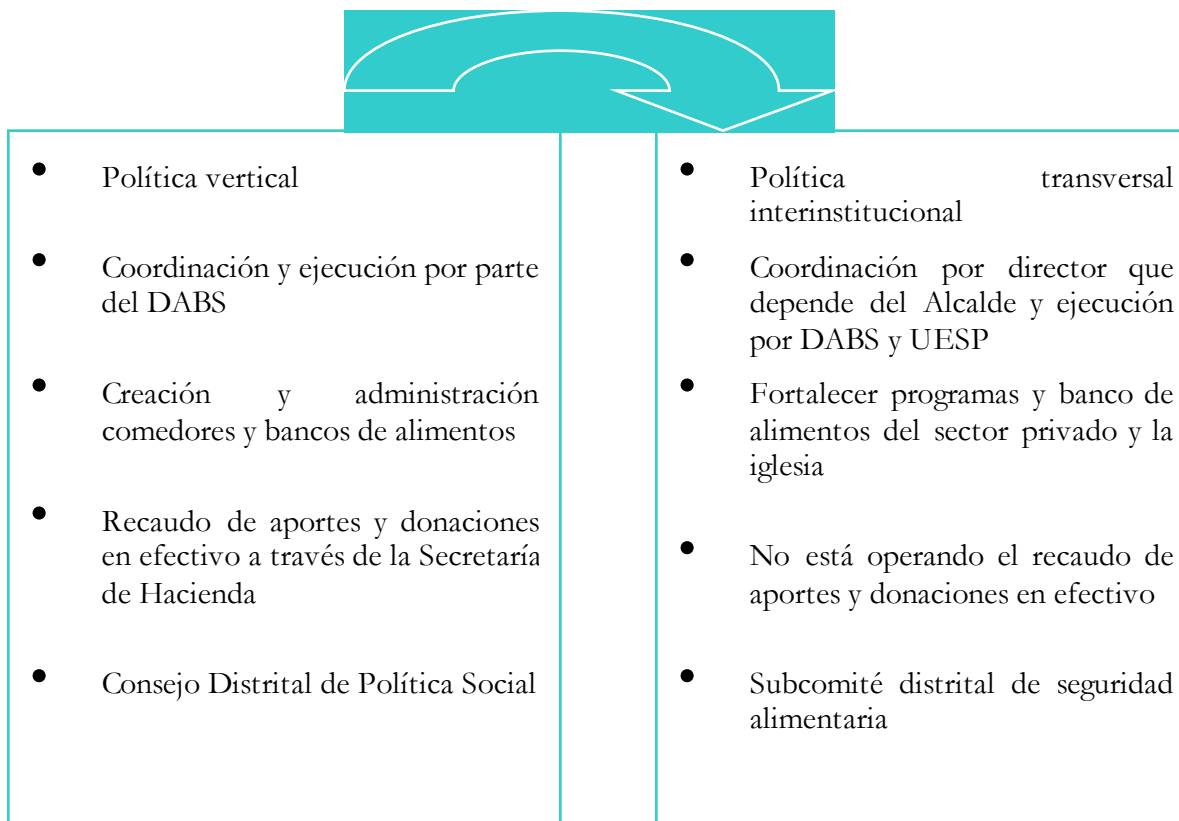 Política vertical
Coordinación y ejecución por parte
del DABS
Creación y administración
comedores y bancos de alimentos
Recaudo de aportes y donaciones
en efectivo a través de la Secretaría
de Hacienda
Consejo Distrital de Política Social
Política transversal
interinstitucional
Coordinación por director que
depende del Alcalde y ejecución
por DABS y UESP
Fortalecer programas y banco de
alimentos del sector privado y la
iglesia
No está operando el recaudo de
aportes y donaciones en efectivo
Subcomité distrital de seguridad
alimentaria